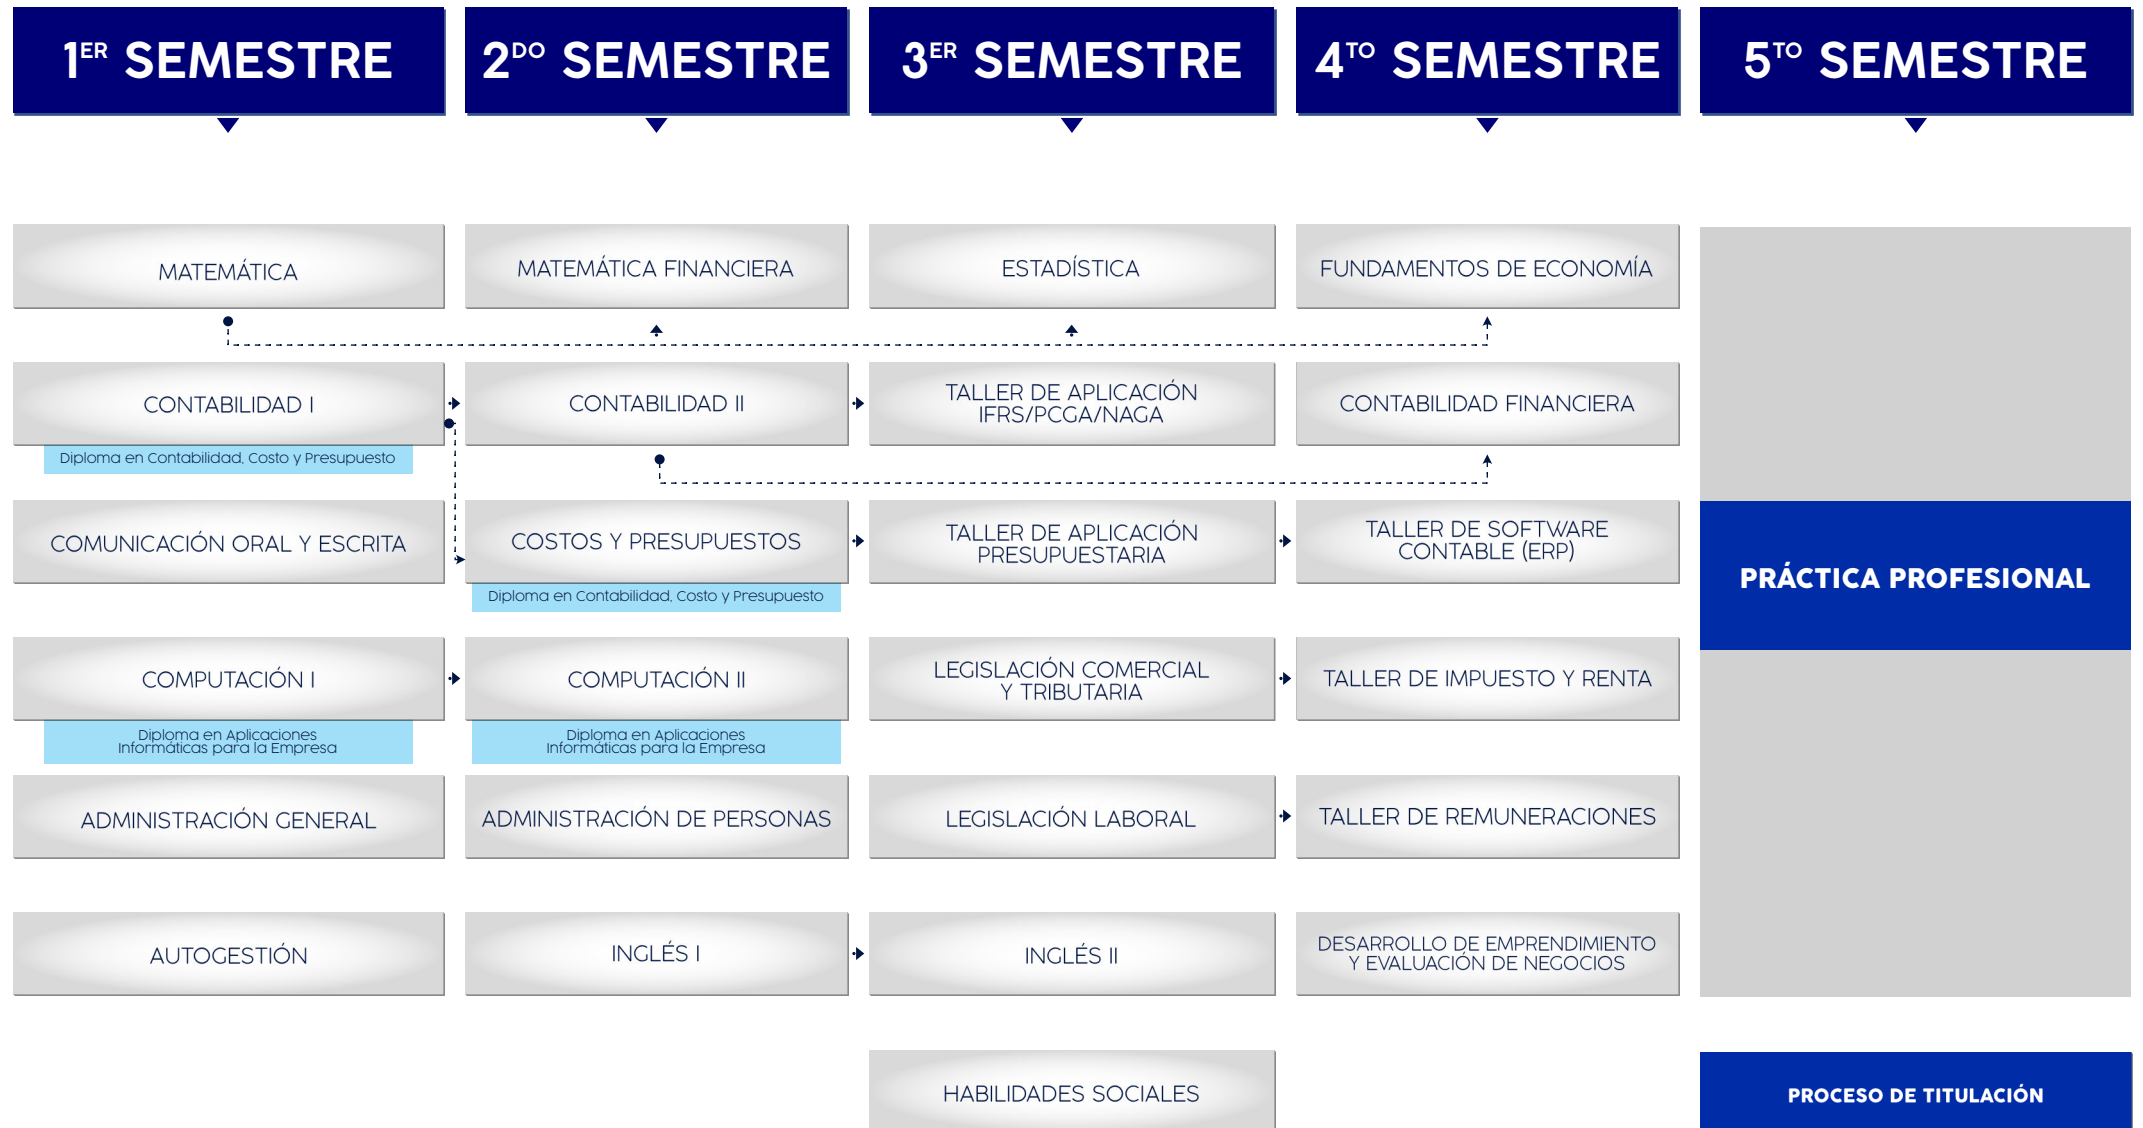 1ER SEMESTRE
2DO SEMESTRE
3ER SEMESTRE
4TO SEMESTRE
5TO SEMESTRE
MATEMÁTICA
MATEMÁTICA FINANCIERA
ESTADÍSTICA
FUNDAMENTOS DE ECONOMÍA
CONTABILIDAD I
CONTABILIDAD II
TALLER DE APLICACIÓN
IFRS/PCGA/NAGA
CONTABILIDAD FINANCIERA
Diploma en Contabilidad, Costo y Presupuesto
COMUNICACIÓN ORAL Y ESCRITA
COSTOS Y PRESUPUESTOS
TALLER DE APLICACIÓN
PRESUPUESTARIA
TALLER DE SOFTWARE
CONTABLE (ERP)
PRÁCTICA PROFESIONAL
Diploma en Contabilidad, Costo y Presupuesto
COMPUTACIÓN I
COMPUTACIÓN II
LEGISLACIÓN COMERCIAL
Y TRIBUTARIA
TALLER DE IMPUESTO Y RENTA
Diploma en Aplicaciones
Informáticas para la Empresa
Diploma en Aplicaciones
Informáticas para la Empresa
ADMINISTRACIÓN GENERAL
ADMINISTRACIÓN DE PERSONAS
LEGISLACIÓN LABORAL
TALLER DE REMUNERACIONES
AUTOGESTIÓN
INGLÉS I
INGLÉS II
DESARROLLO DE EMPRENDIMIENTO
Y EVALUACIÓN DE NEGOCIOS
HABILIDADES SOCIALES
PROCESO DE TITULACIÓN